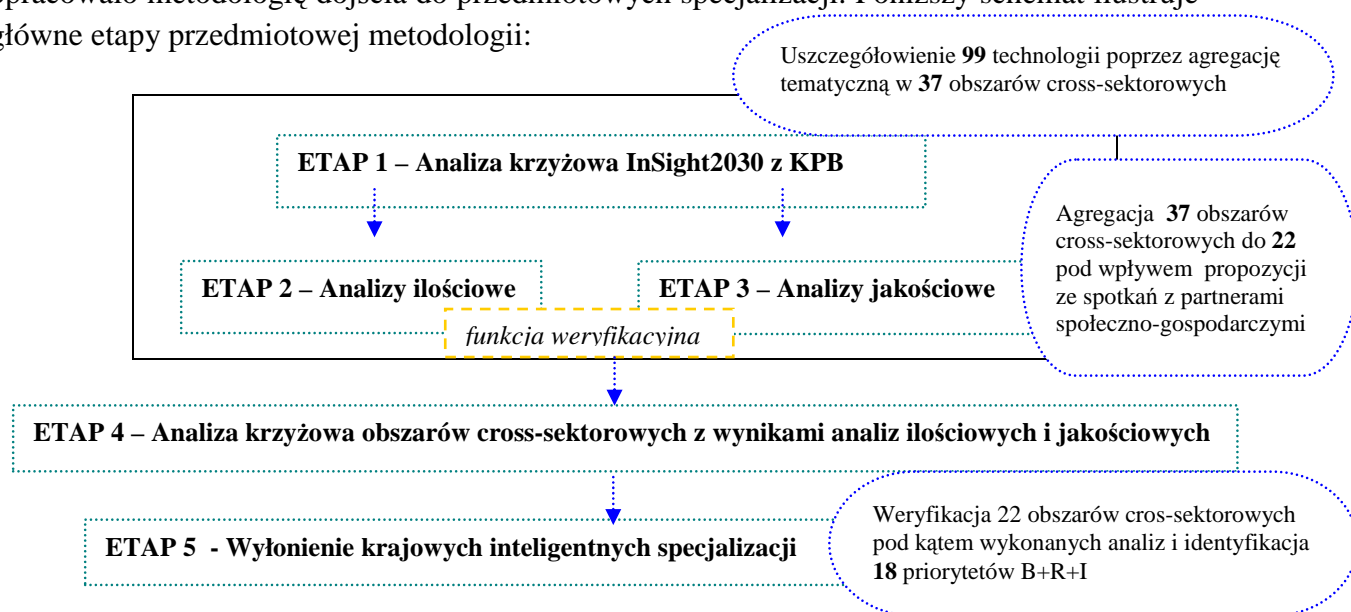 opracowało metodologię dojścia do przedmiotowych specjalizacji. Poniższy schemat ilustruje
główne etapy przedmiotowej metodologii:
Uszczegółowienie 99 technologii poprzez agregację
tematyczną w 37 obszarów cross-sektorowych
ETAP 1 – Analiza krzyżowa InSight2030 z KPB
Agregacja 37 obszarów
cross-sektorowych do 22
pod wpływem propozycji
ze spotkań z partnerami
społeczno-gospodarczymi
ETAP 2 – Analizy ilościowe
ETAP 3 – Analizy jakościowe
funkcja weryfikacyjna
ETAP 4 – Analiza krzyżowa obszarów cross-sektorowych z wynikami analiz ilościowych i jakościowych
Weryfikacja 22 obszarów cros-sektorowych
pod kątem wykonanych analiz i identyfikacja
18 priorytetów B+R+I
ETAP 5 - Wyłonienie krajowych inteligentnych specjalizacji